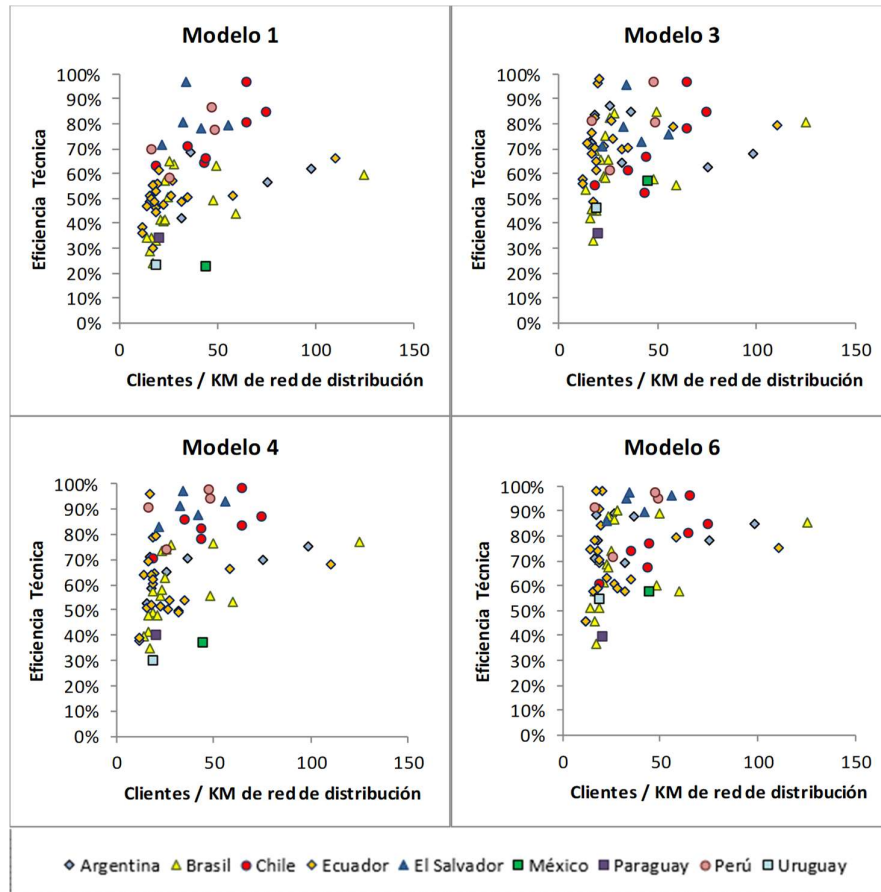 Modelo 1
100%
90%
80%
70%
60%
50%
40%
30%
20%
10%
0%
Eficiencia Técnica
0 50 100 150
Clientes / KM de red de distribución
Modelo 3
100%
90%
80%
70%
60%
50%
40%
30%
20%
10%
0%
Eficiencia Técnica
0 50 100 150
Clientes / KM de red de distribución
Modelo 4
100%
90%
80%
70%
60%
50%
40%
30%
20%
10%
0%
Eficiencia Técnica
0 50 100 150
Clientes / KM de red de distribución
Modelo 6
100%
90%
80%
70%
60%
50%
40%
30%
20%
10%
0%
Eficiencia Técnica
0 50 100 150
Clientes / KM de red de distribución
Argentina Brasil Chile Ecuador El Salvador México Paraguay Perú Uruguay